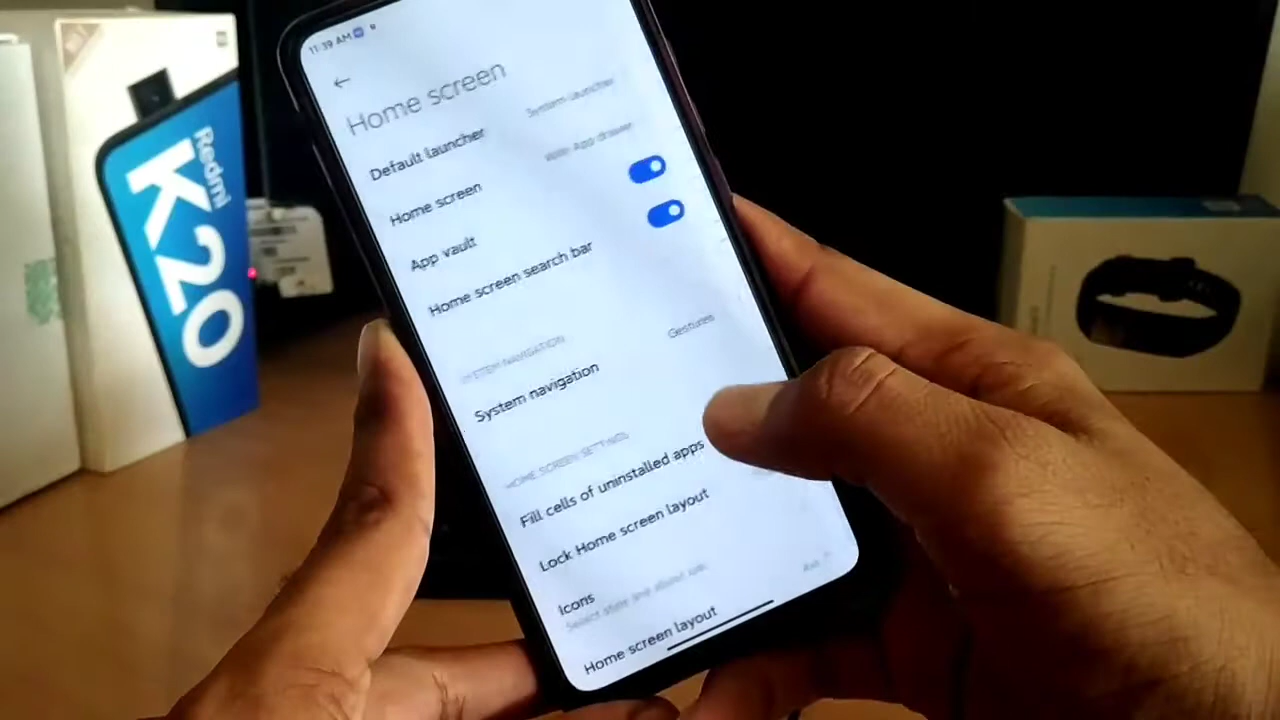 Redmi
K20
11:39 AM
Home screen
Default launcher
System launcher
Home screen
With App drawer
App vault
Home screen search bar
SYSTEM NAVIGATION
System navigation
Gestures
HOME SCREEN SETTINGS
Fill cells of uninstalled apps
Lock Home screen layout
Icons
Home screen layout